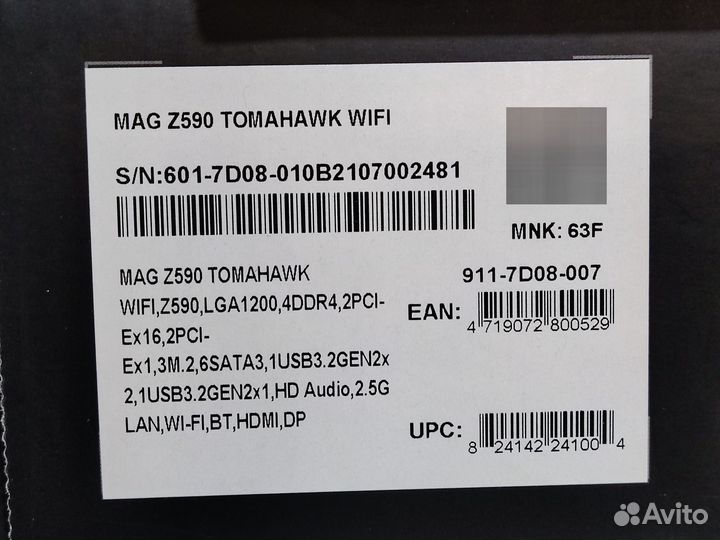 MAG Z590 TOMAHAWK WIFI
S/N:601-7D08-010B2107002481
MNK: 63F
MAG Z590 TOMAHAWK
WIFI,Z590,LGA1200,4DDR4,2PCI-
Ex16,2PCI-
Ex1,3M.2,6SATA3,1USB3.2GEN2x
2,1USB3.2GEN2x1,HD Audio,2.5G
LAN,WI-FI,BT,HDMI,DP
911-7D08-007
EAN:
4 719072 800529
UPC:
8 24142 24100 4
Avito